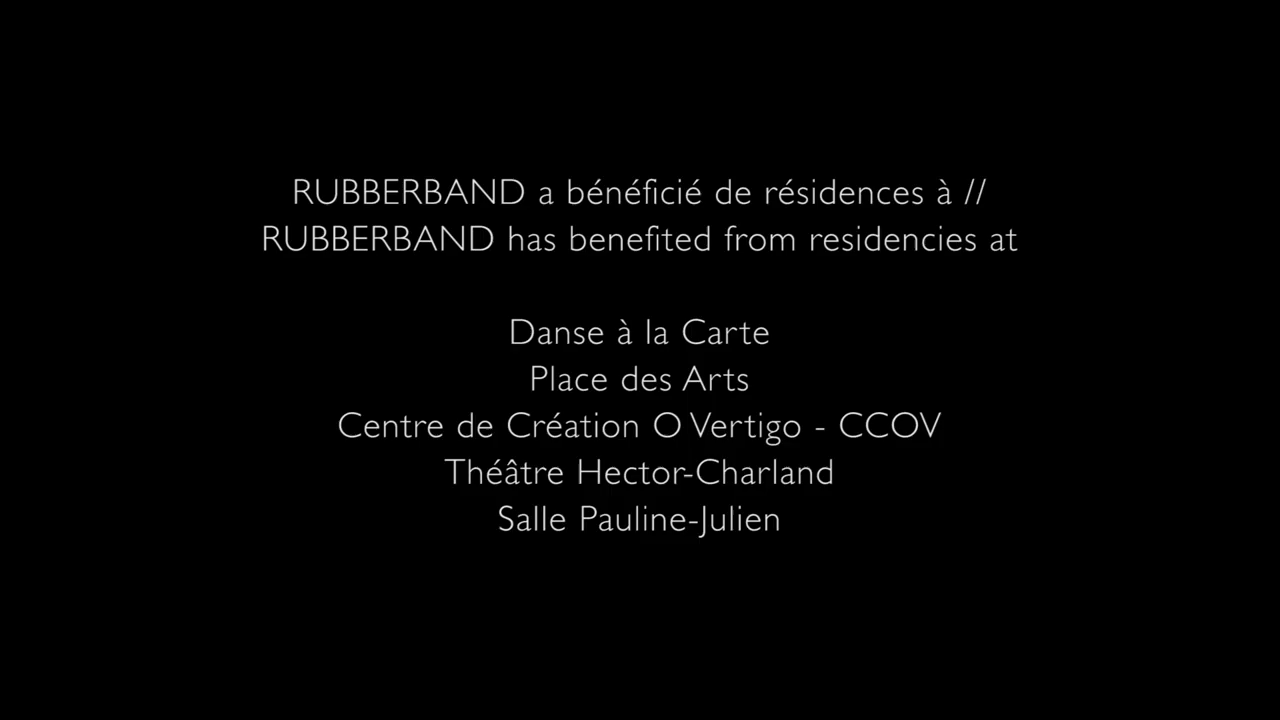 RUBBERBAND a bénéficié de résidences à //
RUBBERBAND has benefited from residencies at
Danse à la Carte
Place des Arts
Centre de Création O Vertigo - CCOV
Théâtre Hector-Charland
Salle Pauline-Julien